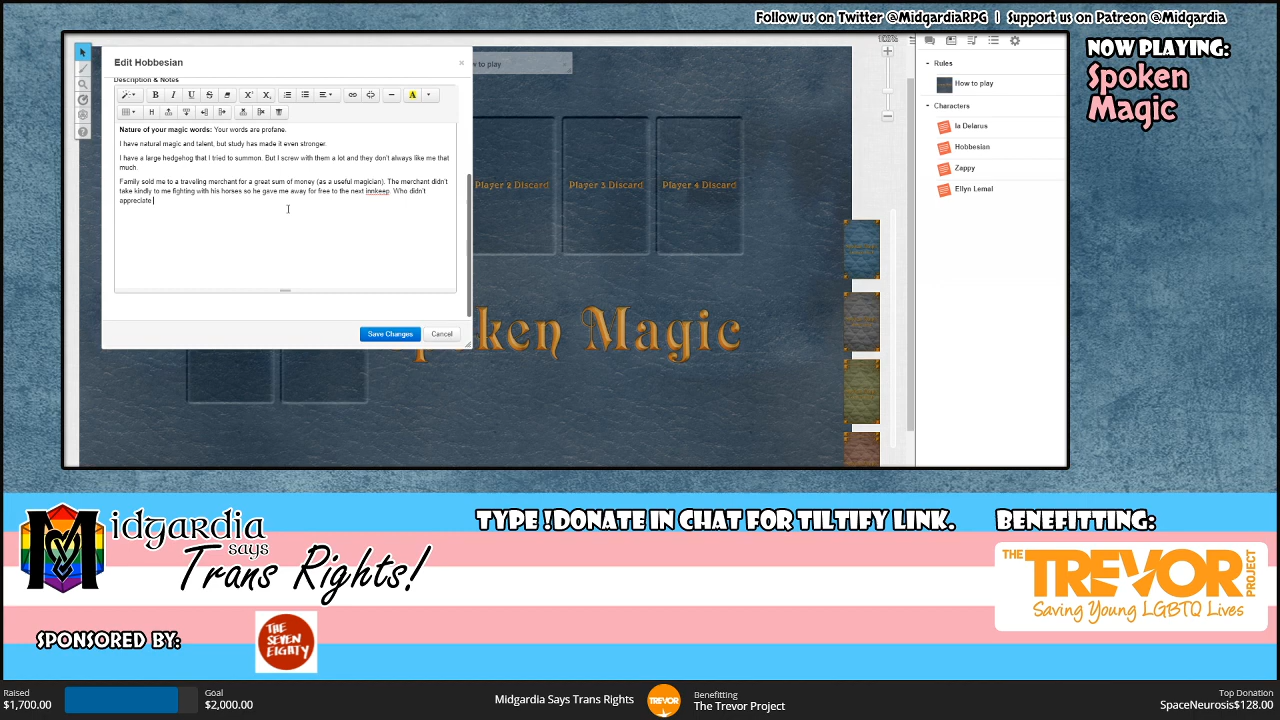 Follow us on Twitter @MidgardiaRPG | Support us on Patreon @Midgardia
NOW PLAYING:
Spoken
Magic
Edit Hobbesian
×
Description & Notes
Nature of your magic words: Your words are profane.
I have natural magic and talent, but study has made it even stronger.
I have a large hedgehog that I tried to summon. But I screw with them a lot and they don't always like me that
much.
Family sold me to a traveling merchant for a great sum of money (as a useful magician). The merchant didn't
take kindly to me fighting with his horses so he gave me away for free to the next innkeep. Who didn't
appreciate
Save Changes
Cancel
w to play
Player 2 Discard
Player 3 Discard
Player 4 Discard
ken Magic
Rules
How to play
Characters
Ia Delarus
Hobbesian
Zappy
Ellyn Lemal
Midgardia
says
Trans Rights!
TYPE !DONATE IN CHAT FOR TILTIFY LINK.
BENEFITTING:
THE TREVOR PROJECT
Saving Young LGBTQ Lives
SPONSORED BY:
THE
SEVEN
EIGHTY
Raised
$1,700.00
Goal
$2,000.00
Midgardia Says Trans Rights
TREVOR
Benefitting
The Trevor Project
Top Donation
SpaceNeurosis$128.00